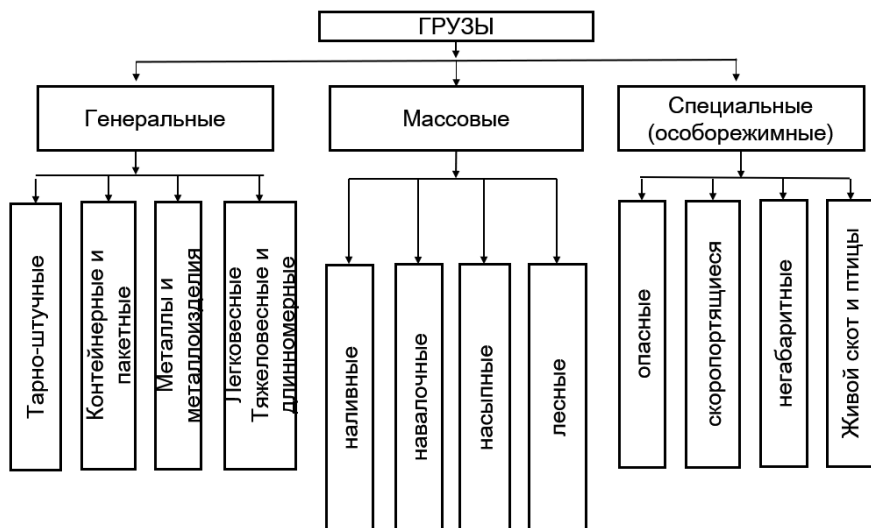 ГРУЗЫ
Генеральные
Массовые
Специальные
(особорежимные)
Тарно-штучные
Контейнерные и
пакетные
Металлы и
металлоизделия
Легковесные
Тяжеловесные и
длинномерные
наливные
навалочные
насыпные
лесные
опасные
скоропортящиеся
негабаритные
Живой скот и птицы